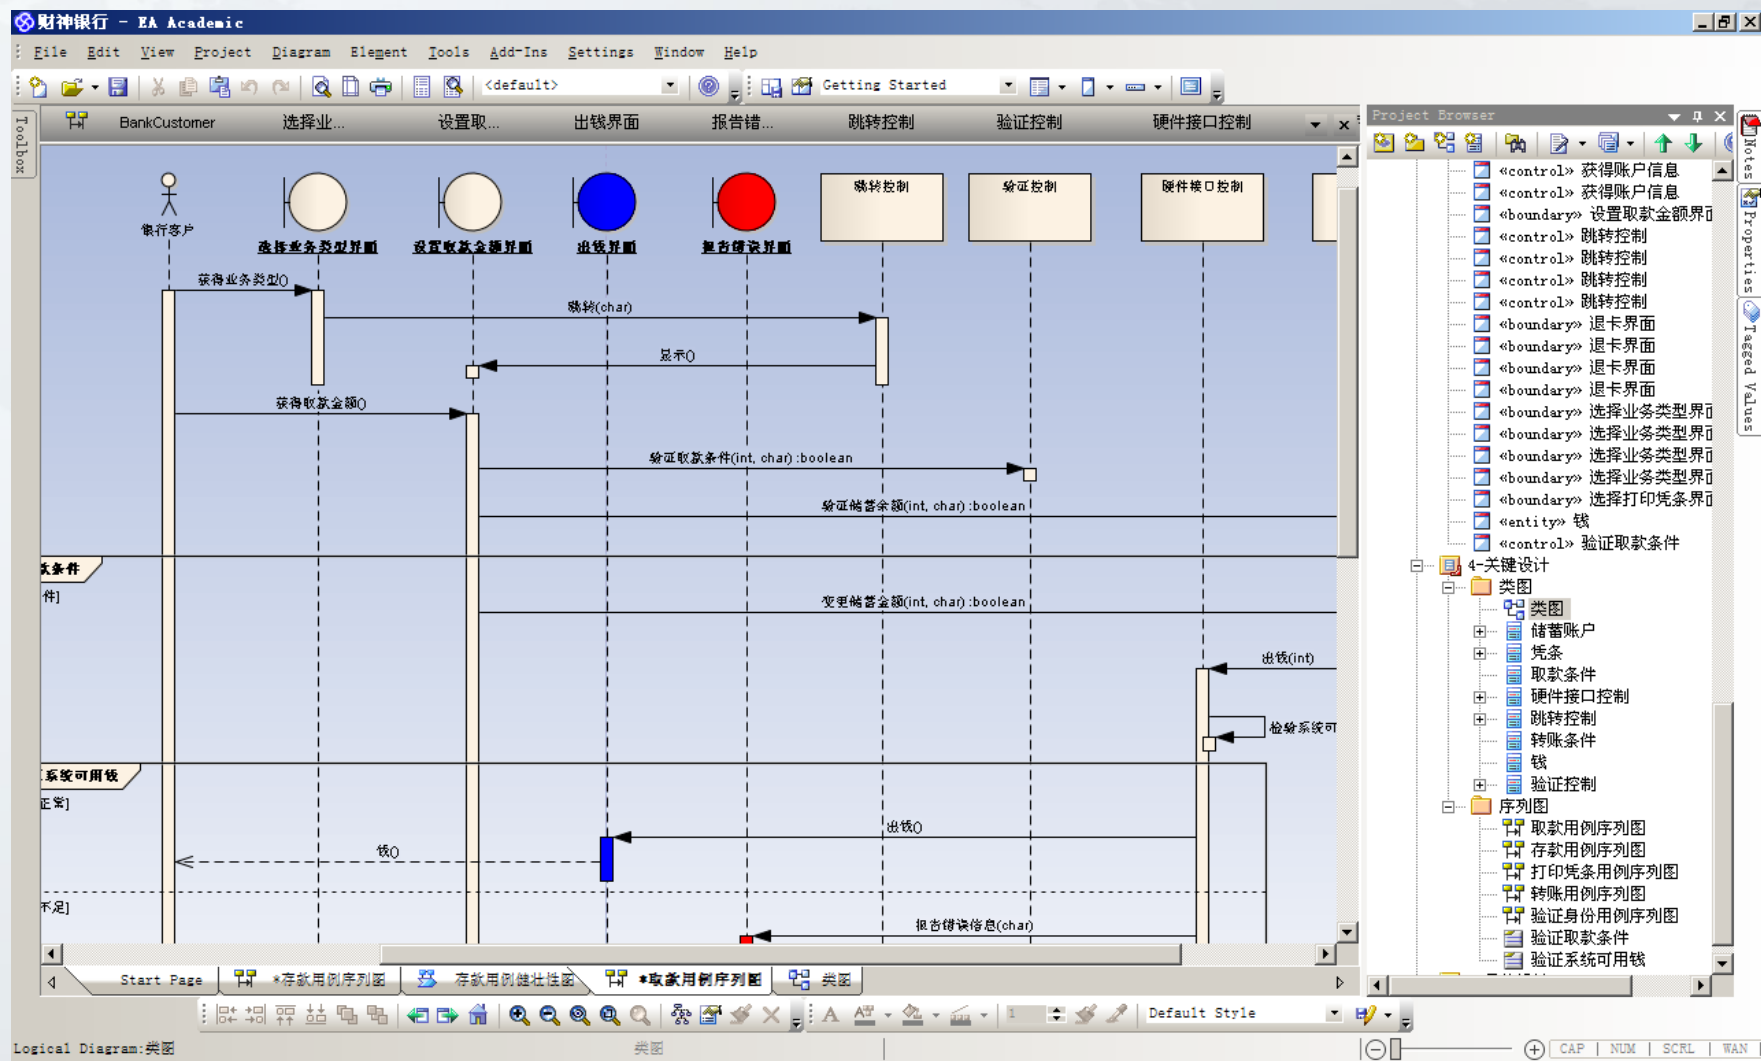 财神银行 - EA Academic
File Edit View Project Diagram Element Tools Add-Ins Settings Window Help
<default>
Getting Started
Toolbox
BankCustomer 选择业... 设置取... 出钱界面 报告错... 跳转控制 验证控制 硬件接口控制
银行客户
选择业务类型界面
设置取款金额界面
出钱界面
报告错误界面
跳转控制
验证控制
硬件接口控制
获得业务类型()
跳转(char)
显示()
获得取款金额()
验证取款条件(int, char) :boolean
验证储蓄余额(int, char) :boolean
款条件
件]
变更储蓄金额(int, char) :boolean
出钱(int)
检验系统可
系统可用钱
正常]
出钱()
钱()
不足]
报告错误信息(char)
Start Page *存款用例序列图 存款用例健壮性图 *取款用例序列图 类图
Project Browser
«control» 获得账户信息
«control» 获得账户信息
«boundary» 设置取款金额界面
«control» 跳转控制
«control» 跳转控制
«control» 跳转控制
«control» 跳转控制
«boundary» 退卡界面
«boundary» 退卡界面
«boundary» 退卡界面
«boundary» 退卡界面
«boundary» 选择业务类型界面
«boundary» 选择业务类型界面
«boundary» 选择业务类型界面
«boundary» 选择业务类型界面
«boundary» 选择打印凭条界面
«entity» 钱
«control» 验证取款条件
4-关键设计
类图
类图
储蓄账户
凭条
取款条件
硬件接口控制
跳转控制
转账条件
钱
验证控制
序列图
取款用例序列图
存款用例序列图
打印凭条用例序列图
转账用例序列图
验证身份用例序列图
验证取款条件
验证系统可用钱
Notes
Properties
Tagged Values
1
Default Style
Logical Diagram:类图
类图
CAP NUM SCRL WAN